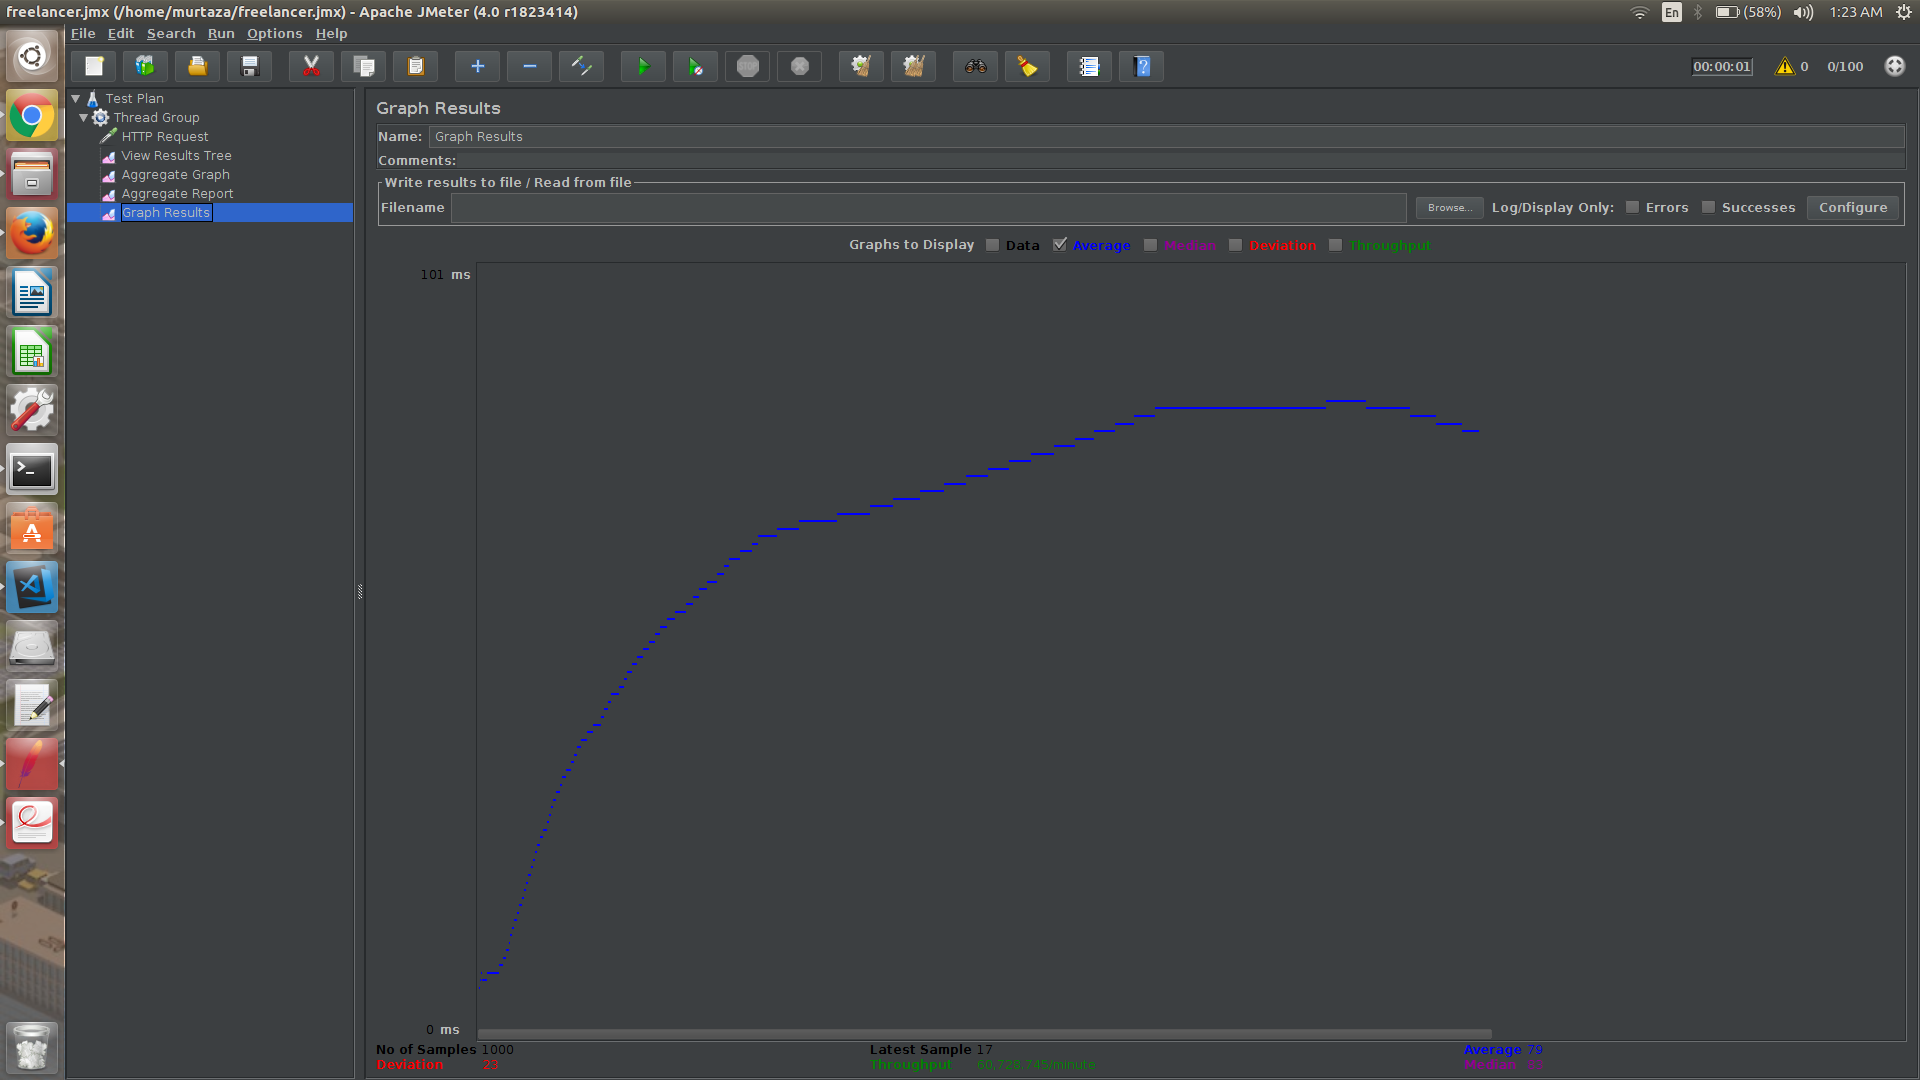 freelancer.jmx (/home/murtaza/freelancer.jmx) - Apache JMeter (4.0 r1823414)
En (58%) 1:23 AM
File Edit Search Run Options Help
STOP
00:00:01 0 0/100
Test Plan
Thread Group
HTTP Request
View Results Tree
Aggregate Graph
Aggregate Report
Graph Results
Graph Results
Name: Graph Results
Comments:
Write results to file / Read from file
Filename Browse... Log/Display Only: Errors Successes Configure
Graphs to Display Data Average Median Deviation Throughput
101 ms
0 ms
No of Samples 1000 Latest Sample 17 Average 79
Deviation 23 Throughput 60,728.745/minute Median